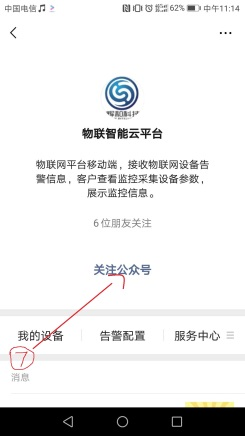 中国电信
62%
中午11:14
物联智能云平台
物联网平台移动端，接收物联网设备告
警信息，客户查看监控采集设备参数，
展示监控信息。
6位朋友关注
关注公众号
我的设备
告警配置
服务中心
7
消息